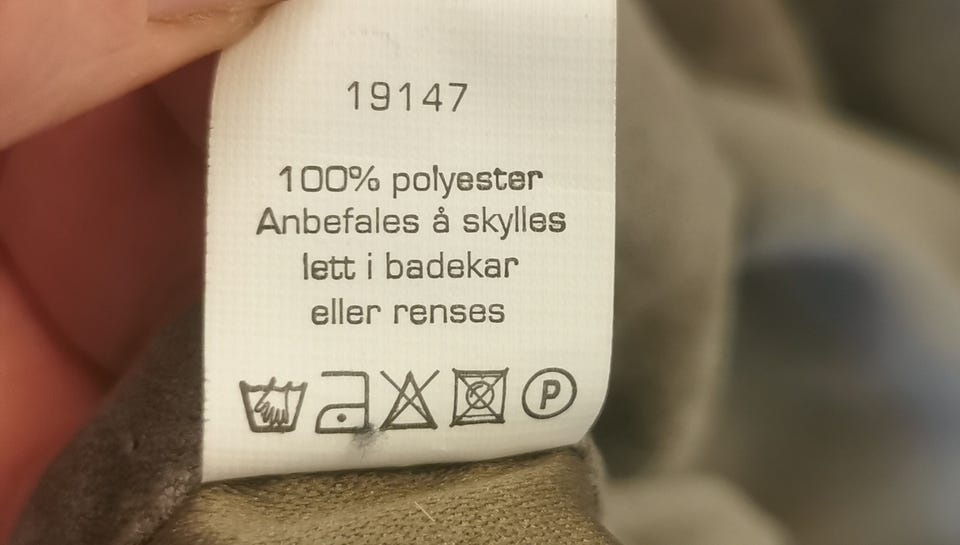 19147
100% polyester
Anbefales å skylles
lett i badekar
eller renses
P